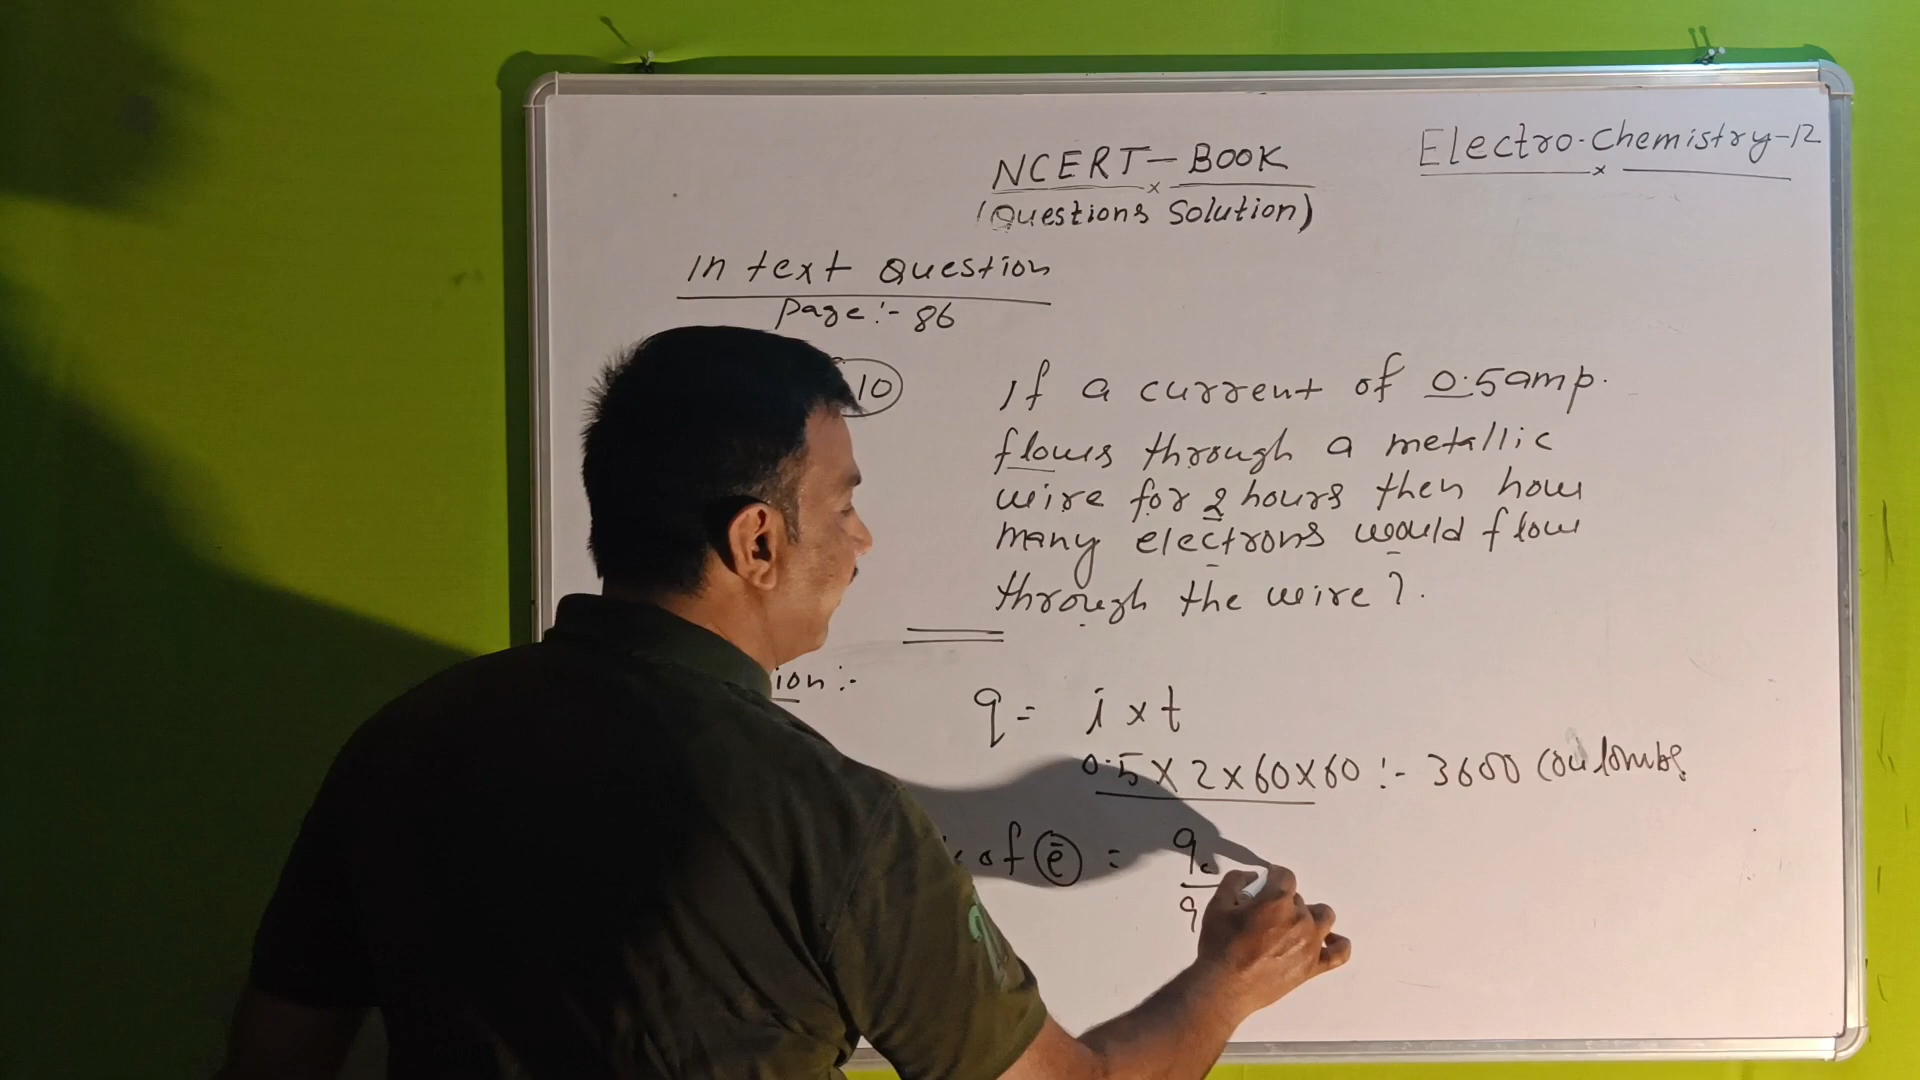 NCERT-BOOK
Electro.Chemistry-12
(Questions Solution)
In text Question
Page:- 86
10
If a current of 0.5amp.
flows through a metallic
wire for 2 hours then how
many electrons would flow
through the wire?.
ion:-
q = i x t
0.5 x 2 x 60 x 60 :- 3600 Coulombs
of e̅ =